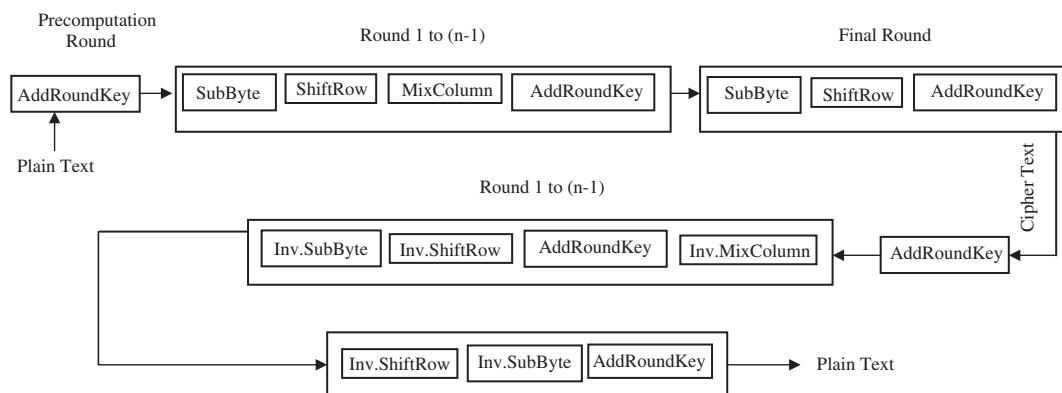 Precomputation
Round
Round 1 to (n-1)
Final Round
AddRoundKey
SubByte
ShiftRow
MixColumn
AddRoundKey
SubByte
ShiftRow
AddRoundKey
Plain Text
Cipher Text
Round 1 to (n-1)
Inv.SubByte
Inv.ShiftRow
AddRoundKey
Inv.MixColumn
AddRoundKey
Inv.ShiftRow
Inv.SubByte
AddRoundKey
Plain Text